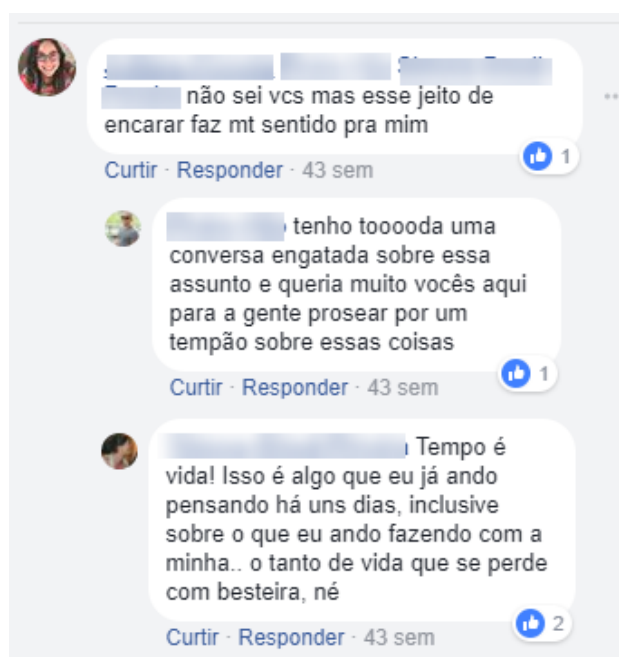 não sei vcs mas esse jeito de
encarar faz mt sentido pra mim
1
Curtir · Responder · 43 sem
tenho tooooda uma
conversa engatada sobre essa
assunto e queria muito vocês aqui
para a gente prosear por um
tempão sobre essas coisas
1
Curtir · Responder · 43 sem
Tempo é
vida! Isso é algo que eu já ando
pensando há uns dias, inclusive
sobre o que eu ando fazendo com a
minha.. o tanto de vida que se perde
com besteira, né
2
Curtir · Responder · 43 sem